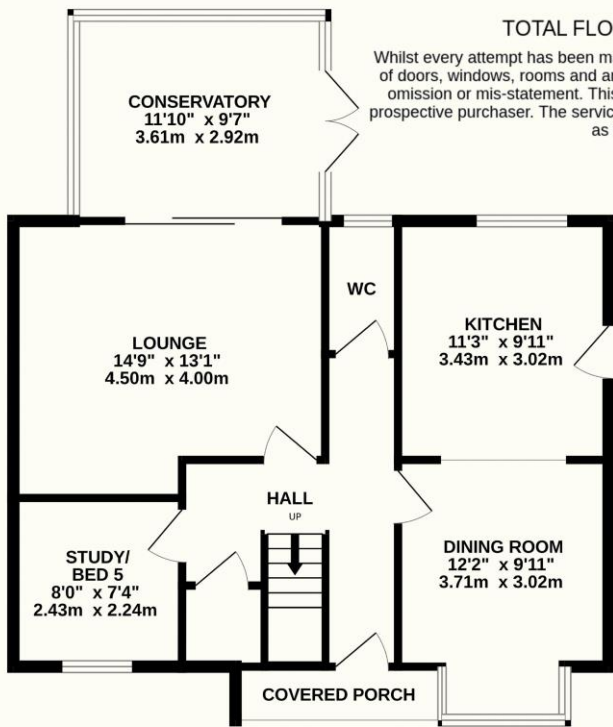 TOTAL FLO
Whilst every attempt has been m
of doors, windows, rooms and a
omission or mis-statement. This
prospective purchaser. The servic
as
CONSERVATORY
11'10" x 9'7"
3.61m x 2.92m
WC
LOUNGE
14'9" x 13'1"
4.50m x 4.00m
KITCHEN
11'3" x 9'11"
3.43m x 3.02m
HALL
UP
STUDY/
BED 5
8'0" x 7'4"
2.43m x 2.24m
DINING ROOM
12'2" x 9'11"
3.71m x 3.02m
COVERED PORCH